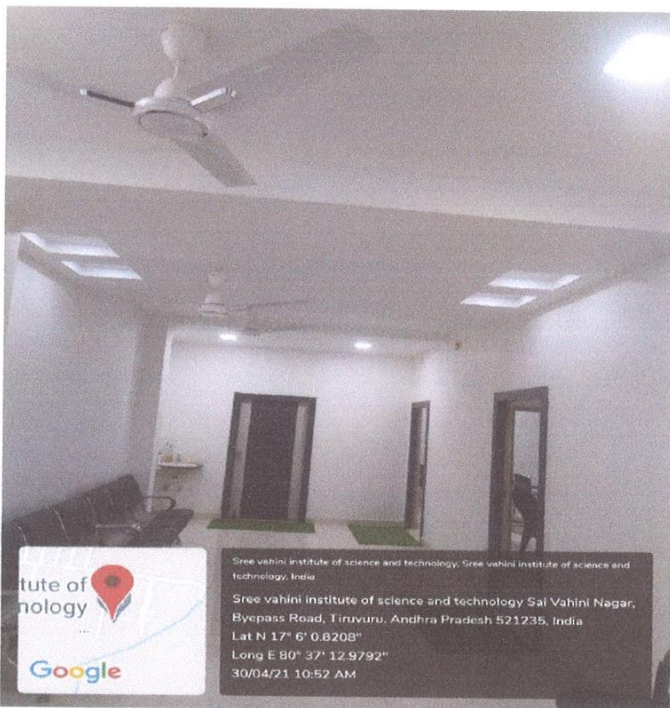 tute of
nology
...
Google
Sree vahini institute of science and technology, Sree vahini institute of science and
technology, India
Sree vahini institute of science and technology Sai Vahini Nagar,
Byepass Road, Tiruvuru, Andhra Pradesh 521235, India
Lat N 17° 6' 0.8208"
Long E 80° 37' 12.9792"
30/04/21 10:52 AM